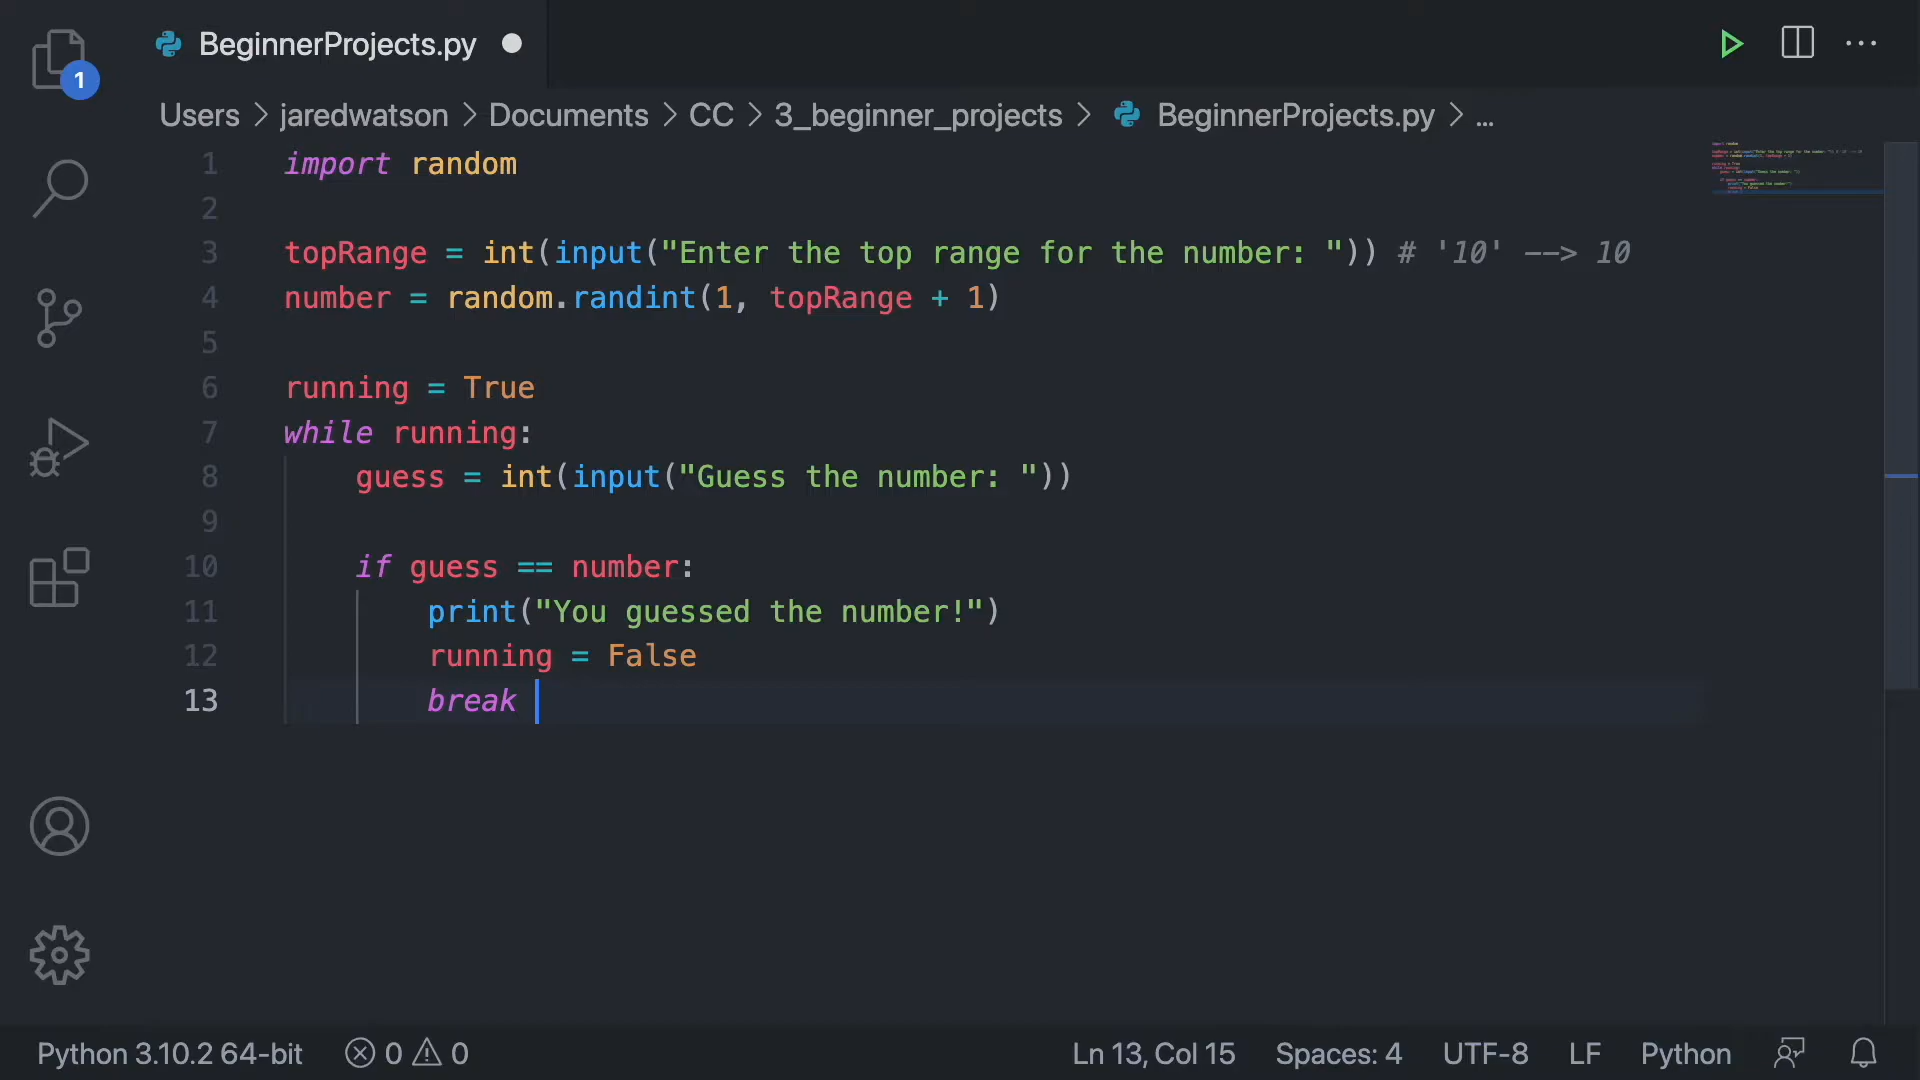 BeginnerProjects.py
1
Users > jaredwatson > Documents > CC > 3_beginner_projects > BeginnerProjects.py > ...
1 import random
2
3 topRange = int(input("Enter the top range for the number: ")) # '10' --> 10
4 number = random.randint(1, topRange + 1)
5
6 running = True
7 while running:
8     guess = int(input("Guess the number: "))
9
10     if guess == number:
11         print("You guessed the number!")
12         running = False
13         break
Python 3.10.2 64-bit 0 0 Ln 13, Col 15 Spaces: 4 UTF-8 LF Python